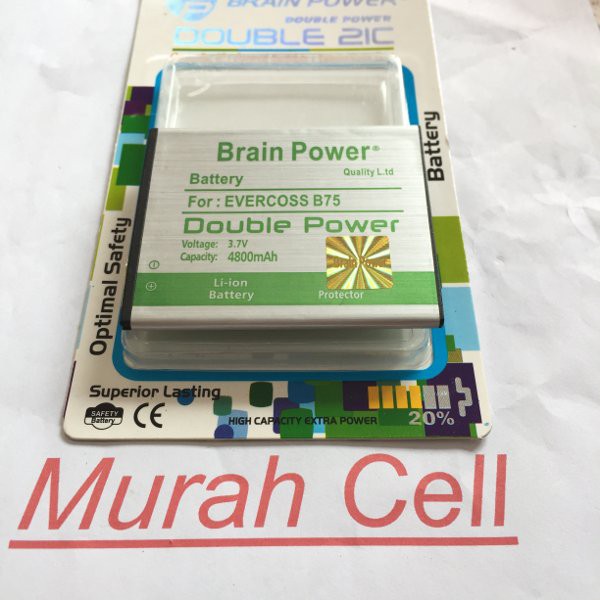 BRAIN POWER
DOUBLE POWER
DOUBLE 2IC
Battery
Optimal Safety
Brain Power®
Quality L.td
Battery
For : EVERCOSS B75
Double Power
Voltage: 3.7V
Capacity: 4800mAh
Brain Power
Li-ion
Battery
Protector
Superior Lasting
SAFETY
Battery
CE
HIGH CAPACITY EXTRA POWER
20%
Murah Cell